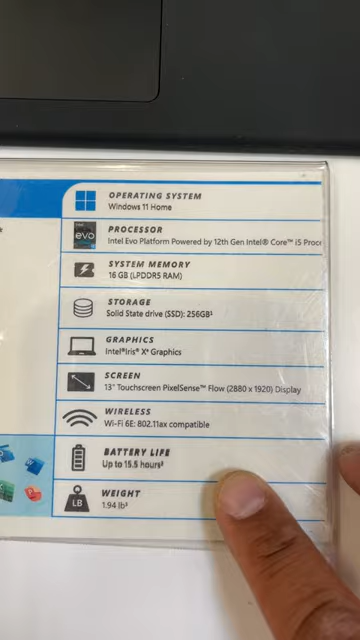 OPERATING SYSTEM
Windows 11 Home
evo
PROCESSOR
Intel Evo Platform Powered by 12th Gen Intel® Core™ i5 Proce
SYSTEM MEMORY
16 GB (LPDDR5 RAM)
STORAGE
Solid State drive (SSD): 256GB¹
GRAPHICS
Intel®Iris® Xᵉ Graphics
SCREEN
13" Touchscreen PixelSense™ Flow (2880 x 1920) Display
WIRELESS
Wi-Fi 6E: 802.11ax compatible
BATTERY LIFE
Up to 15.5 hours²
WEIGHT
LB
1.94 lb³